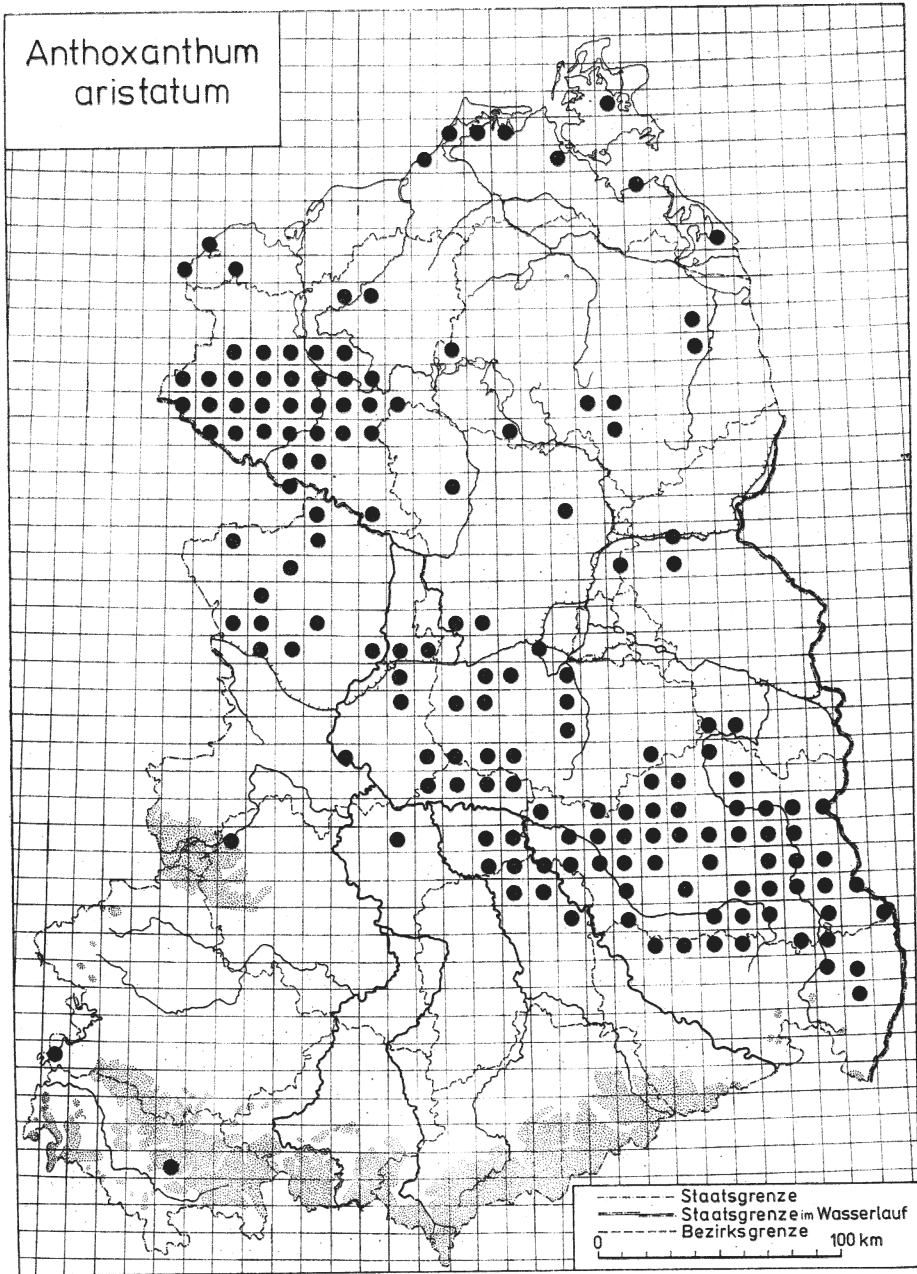 Anthoxanthum
aristatum
Staatsgrenze
Staatsgrenze im Wasserlauf
Bezirksgrenze
0 100 km